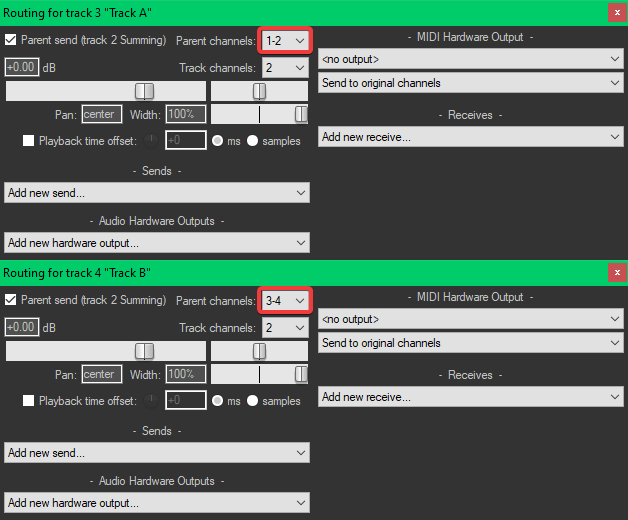 Routing for track 3 "Track A"
x
Parent send (track 2 Summing) Parent channels: 1-2
+0.00 dB Track channels: 2
Pan: center Width: 100%
Playback time offset: +0 ms samples
- Sends -
Add new send...
- Audio Hardware Outputs -
Add new hardware output...
- MIDI Hardware Output -
<no output>
Send to original channels
- Receives -
Add new receive...
Routing for track 4 "Track B"
x
Parent send (track 2 Summing) Parent channels: 3-4
+0.00 dB Track channels: 2
Pan: center Width: 100%
Playback time offset: +0 ms samples
- Sends -
Add new send...
- Audio Hardware Outputs -
Add new hardware output...
- MIDI Hardware Output -
<no output>
Send to original channels
- Receives -
Add new receive...